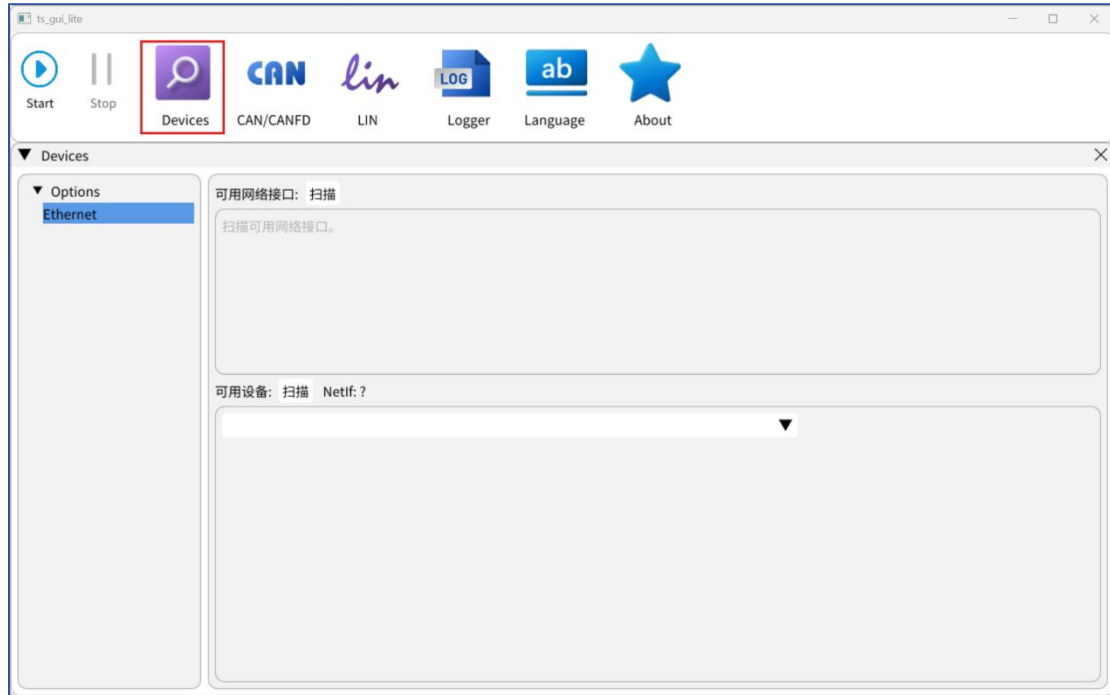 ts_gui_lite
CAN
lin
LOG
ab
Start
Stop
Devices
CAN/CANFD
LIN
Logger
Language
About
Devices
Options
Ethernet
可用网络接口: 扫描
扫描可用网络接口。
可用设备: 扫描 NetIf: ?